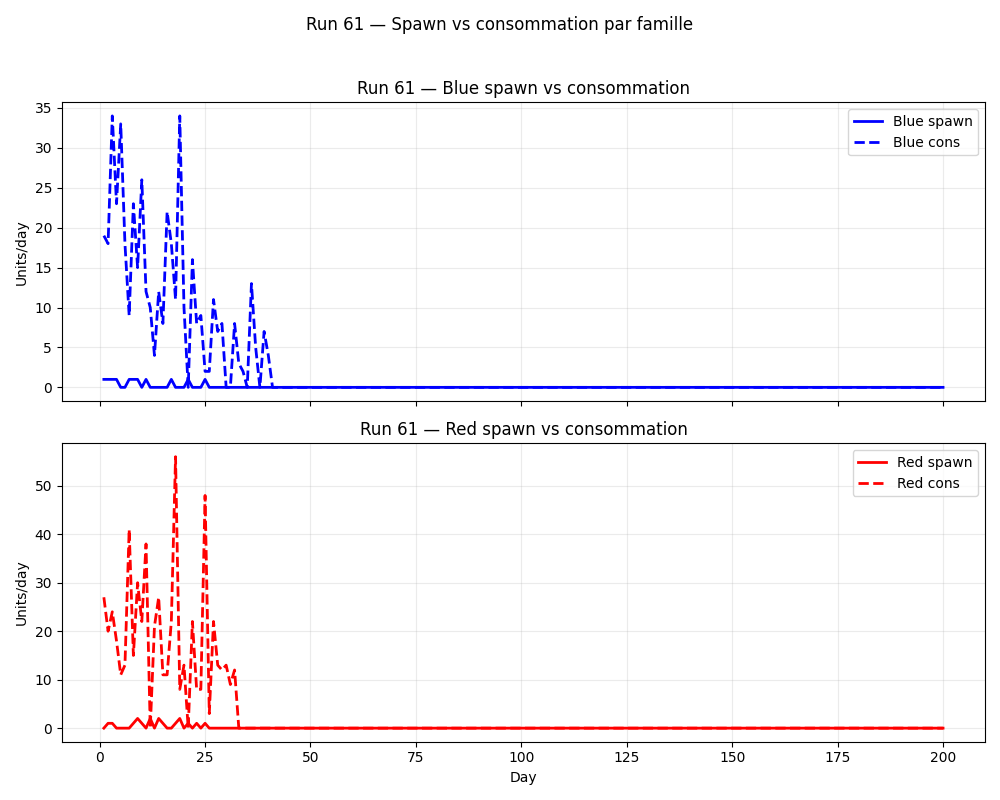 Run 61 — Spawn vs consommation par famille
Run 61 — Blue spawn vs consommation
35
30
25
20
15
10
5
0
Units/day
Blue spawn
Blue cons
Run 61 — Red spawn vs consommation
50
40
30
20
10
0
Units/day
Red spawn
Red cons
0 25 50 75 100 125 150 175 200
Day